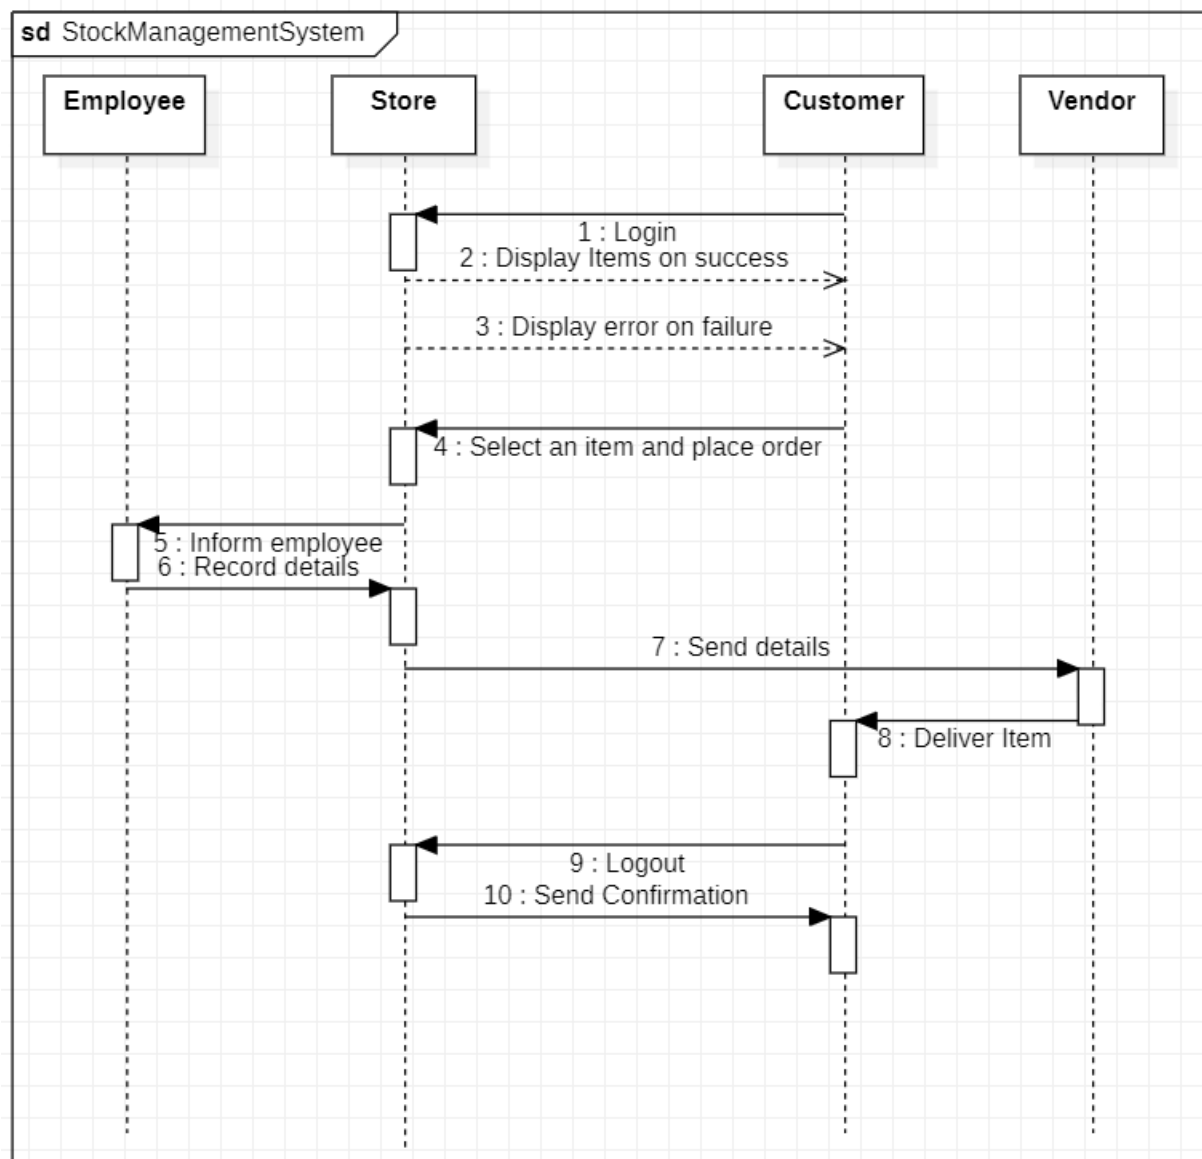 sd StockManagementSystem
Employee
Store
Customer
Vendor
1 : Login
2 : Display Items on success
3 : Display error on failure
4 : Select an item and place order
5 : Inform employee
6 : Record details
7 : Send details
8 : Deliver Item
9 : Logout
10 : Send Confirmation